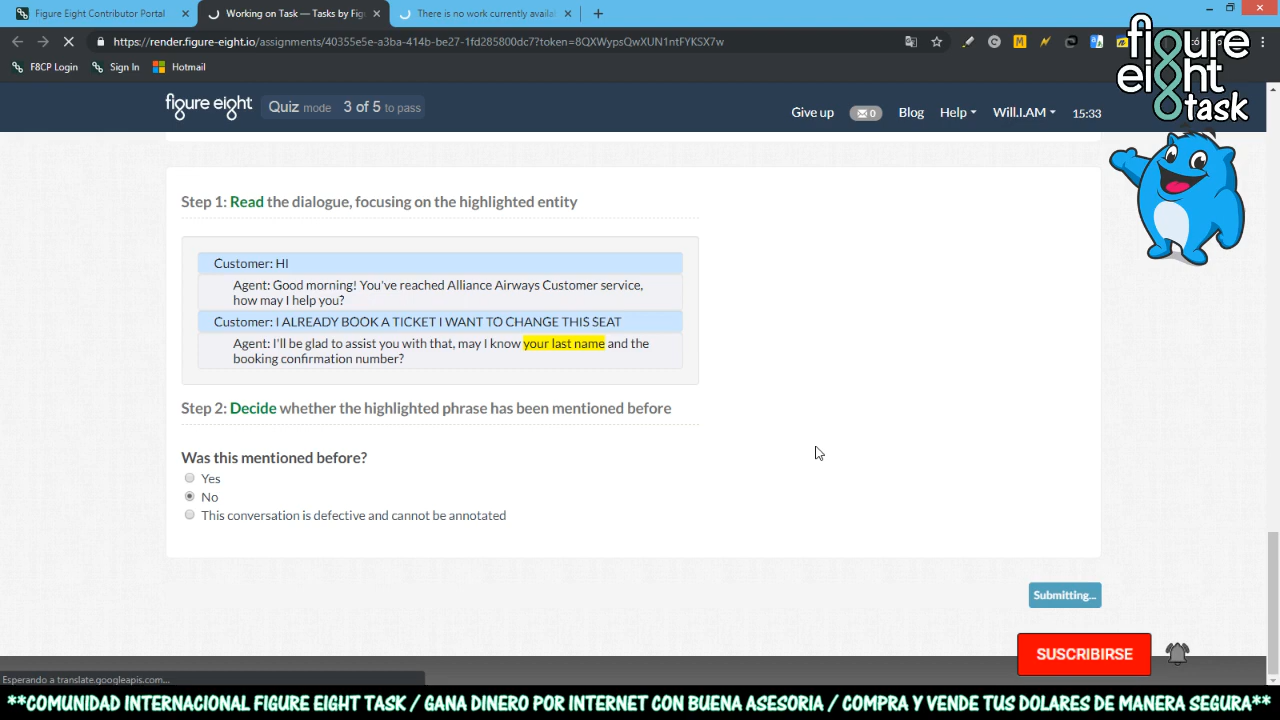 Figure Eight Contributor Portal
Working on Task — Tasks by Fig
There is no work currently availa
https://render.figure-eight.io/assignments/
F8CP Login
Sign In
Hotmail
figure
eight
task
figure eight
Quiz mode 3 of 5 to pass
Give up
0
Blog
Help
Will.I.AM
15:33
Step 1: Read the dialogue, focusing on the highlighted entity
Customer: HI
Agent: Good morning! You've reached Alliance Airways Customer service,
how may I help you?
Customer: I ALREADY BOOK A TICKET I WANT TO CHANGE THIS SEAT
Agent: I'll be glad to assist you with that, may I know your last name and the
booking confirmation number?
Step 2: Decide whether the highlighted phrase has been mentioned before
Was this mentioned before?
Yes
No
This conversation is defective and cannot be annotated
Submitting...
SUSCRIBIRSE
Esperando a translate.googleapis.com...
**COMUNIDAD INTERNACIONAL FIGURE EIGHT TASK / GANA DINERO POR INTERNET CON BUENA ASESORIA / COMPRA Y VENDE TUS DOLARES DE MANERA SEGURA**